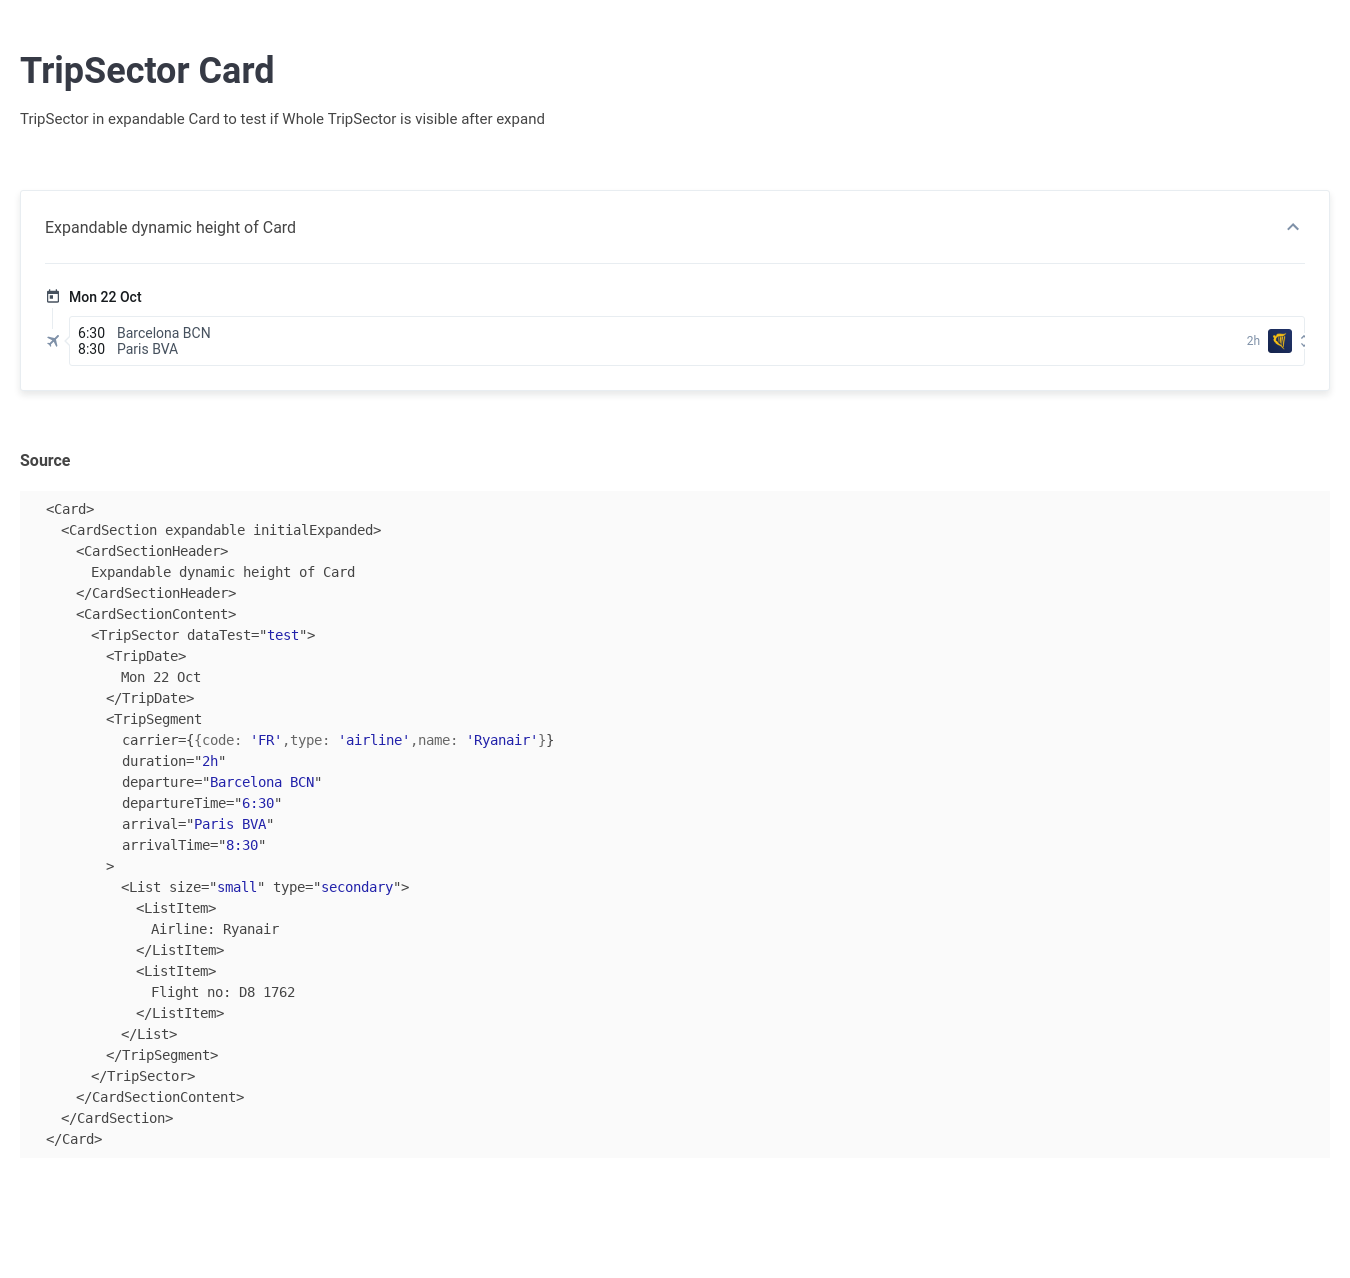 TripSector Card
TripSector in expandable Card to test if Whole TripSector is visible after expand
Expandable dynamic height of Card
Mon 22 Oct
6:30 Barcelona BCN
8:30 Paris BVA
2h
Source
<Card>
<CardSection expandable initialExpanded>
<CardSectionHeader>
Expandable dynamic height of Card
</CardSectionHeader>
<CardSectionContent>
<TripSector dataTest="test">
<TripDate>
Mon 22 Oct
</TripDate>
<TripSegment
carrier={{code: 'FR',type: 'airline',name: 'Ryanair'}}
duration="2h"
departure="Barcelona BCN"
departureTime="6:30"
arrival="Paris BVA"
arrivalTime="8:30"
>
<List size="small" type="secondary">
<ListItem>
Airline: Ryanair
</ListItem>
<ListItem>
Flight no: D8 1762
</ListItem>
</List>
</TripSegment>
</TripSector>
</CardSectionContent>
</CardSection>
</Card>